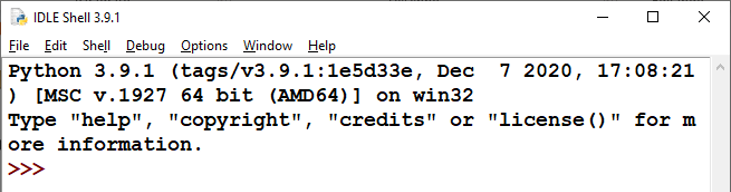 IDLE Shell 3.9.1
File Edit Shell Debug Options Window Help
Python 3.9.1 (tags/v3.9.1:1e5d33e, Dec  7 2020, 17:08:21
) [MSC v.1927 64 bit (AMD64)] on win32
Type "help", "copyright", "credits" or "license()" for m
ore information.
>>>